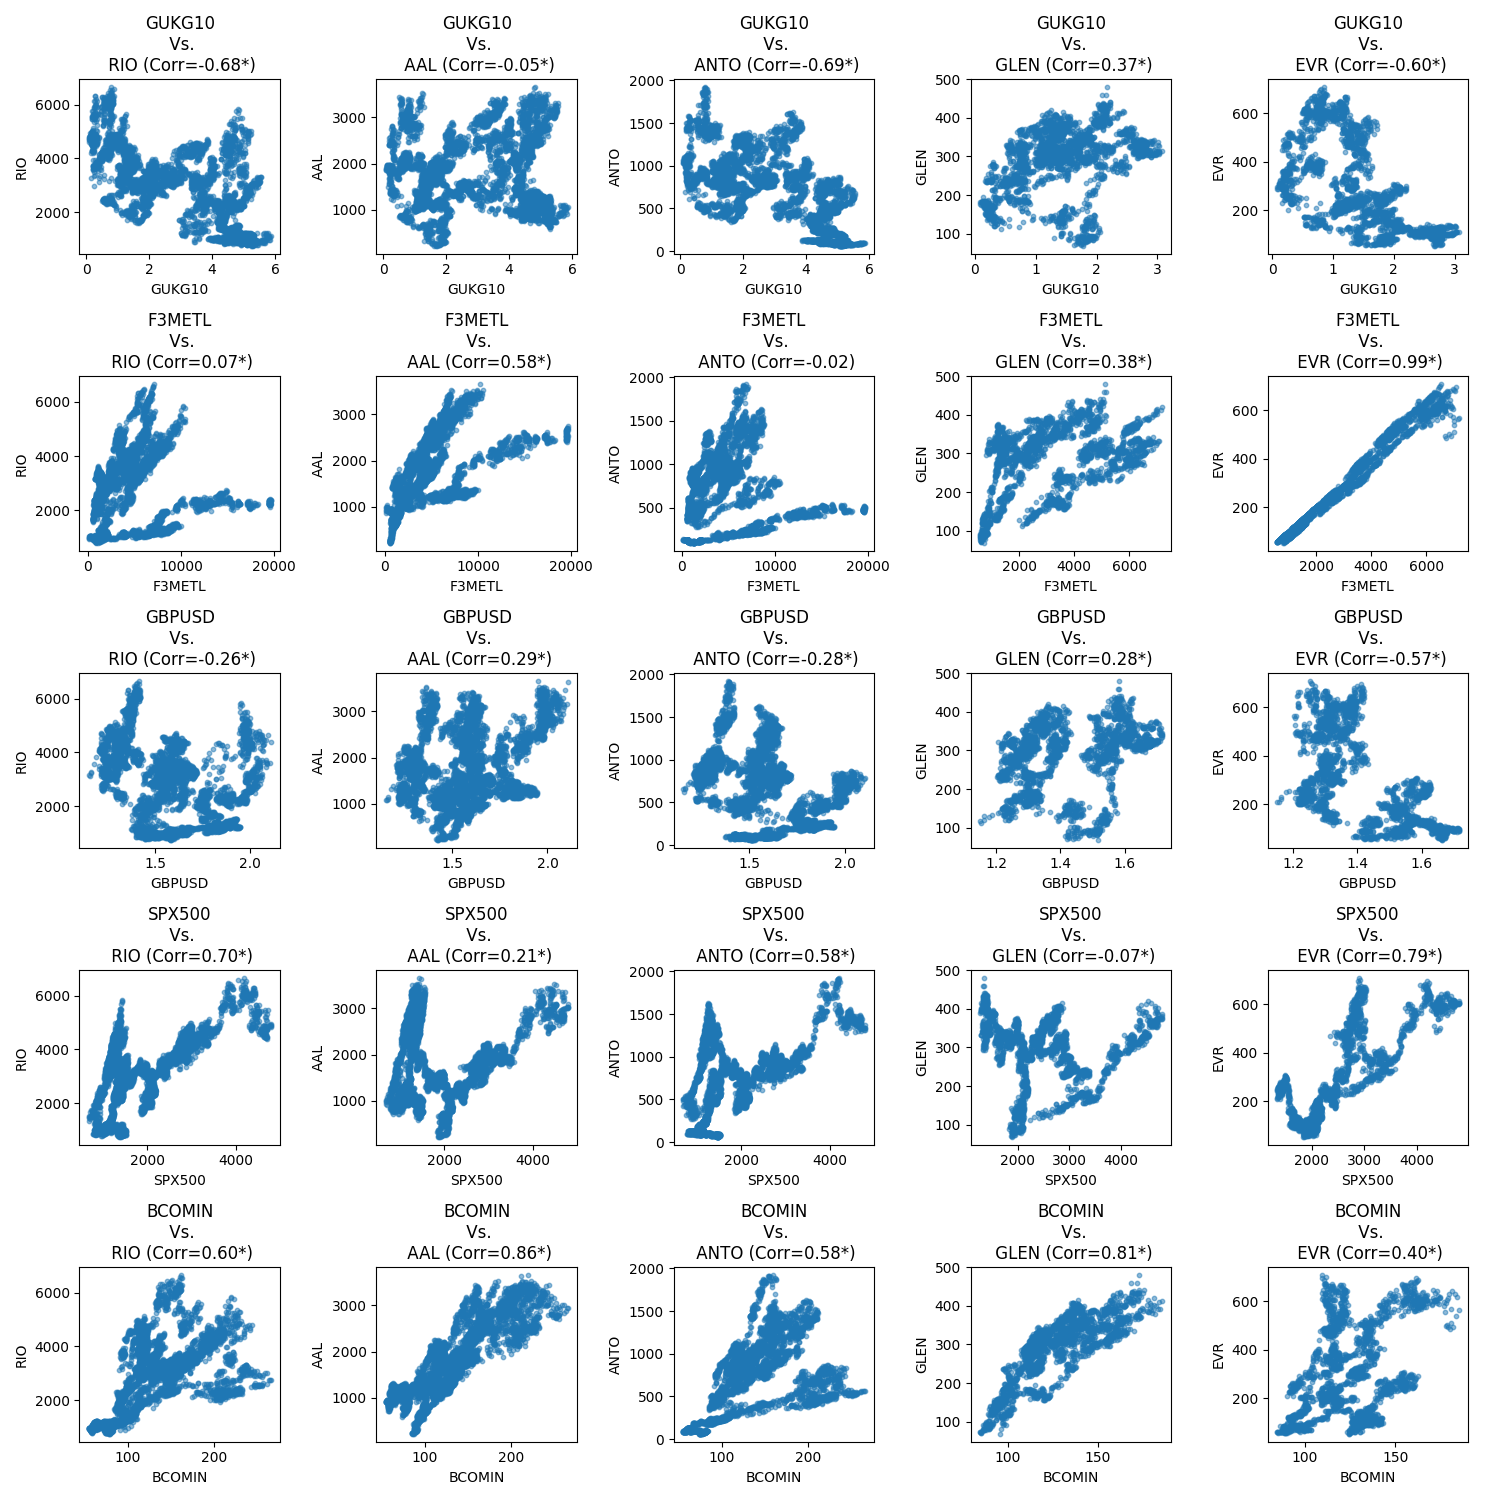 GUKG10 GUKG10 GUKG10 GUKG10 GUKG10
Vs. Vs. Vs. Vs. Vs.
RIO (Corr=-0.68*) AAL (Corr=-0.05*) ANTO (Corr=-0.69*) GLEN (Corr=0.37*) EVR (Corr=-0.60*)
RIO 6000 4000 2000 AAL 3000 2000 1000 ANTO 2000 1500 1000 500 0 GLEN 500 400 300 200 100 EVR 600 400 200
0 2 4 6 0 2 4 6 0 2 4 6 0 1 2 3 0 1 2 3
GUKG10 GUKG10 GUKG10 GUKG10 GUKG10
F3METL F3METL F3METL F3METL F3METL
Vs. Vs. Vs. Vs. Vs.
RIO (Corr=0.07*) AAL (Corr=0.58*) ANTO (Corr=-0.02) GLEN (Corr=0.38*) EVR (Corr=0.99*)
RIO 6000 4000 2000 AAL 3000 2000 1000 ANTO 2000 1500 1000 500 GLEN 500 400 300 200 100 EVR 600 400 200
0 10000 20000 0 10000 20000 0 10000 20000 2000 4000 6000 2000 4000 6000
F3METL F3METL F3METL F3METL F3METL
GBPUSD GBPUSD GBPUSD GBPUSD GBPUSD
Vs. Vs. Vs. Vs. Vs.
RIO (Corr=-0.26*) AAL (Corr=0.29*) ANTO (Corr=-0.28*) GLEN (Corr=0.28*) EVR (Corr=-0.57*)
RIO 6000 4000 2000 AAL 3000 2000 1000 ANTO 2000 1500 1000 500 0 GLEN 500 400 300 200 100 EVR 600 400 200
1.5 2.0 1.5 2.0 1.5 2.0 1.2 1.4 1.6 1.2 1.4 1.6
GBPUSD GBPUSD GBPUSD GBPUSD GBPUSD
SPX500 SPX500 SPX500 SPX500 SPX500
Vs. Vs. Vs. Vs. Vs.
RIO (Corr=0.70*) AAL (Corr=0.21*) ANTO (Corr=0.58*) GLEN (Corr=-0.07*) EVR (Corr=0.79*)
RIO 6000 4000 2000 AAL 3000 2000 1000 ANTO 2000 1500 1000 500 0 GLEN 500 400 300 200 100 EVR 600 400 200
2000 4000 2000 4000 2000 4000 2000 3000 4000 2000 3000 4000
SPX500 SPX500 SPX500 SPX500 SPX500
BCOMIN BCOMIN BCOMIN BCOMIN BCOMIN
Vs. Vs. Vs. Vs. Vs.
RIO (Corr=0.60*) AAL (Corr=0.86*) ANTO (Corr=0.58*) GLEN (Corr=0.81*) EVR (Corr=0.40*)
RIO 6000 4000 2000 AAL 3000 2000 1000 ANTO 2000 1500 1000 500 0 GLEN 500 400 300 200 100 EVR 600 400 200
100 200 100 200 100 200 100 150 100 150
BCOMIN BCOMIN BCOMIN BCOMIN BCOMIN